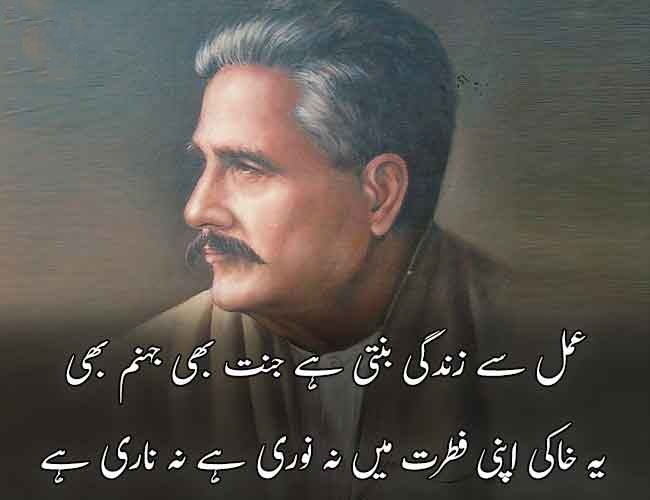 عمل سے زندگی بنتی ہے جنت بھی جہنم بھی
یہ خاکی اپنی فطرت میں نہ نوری ہے نہ ناری ہے